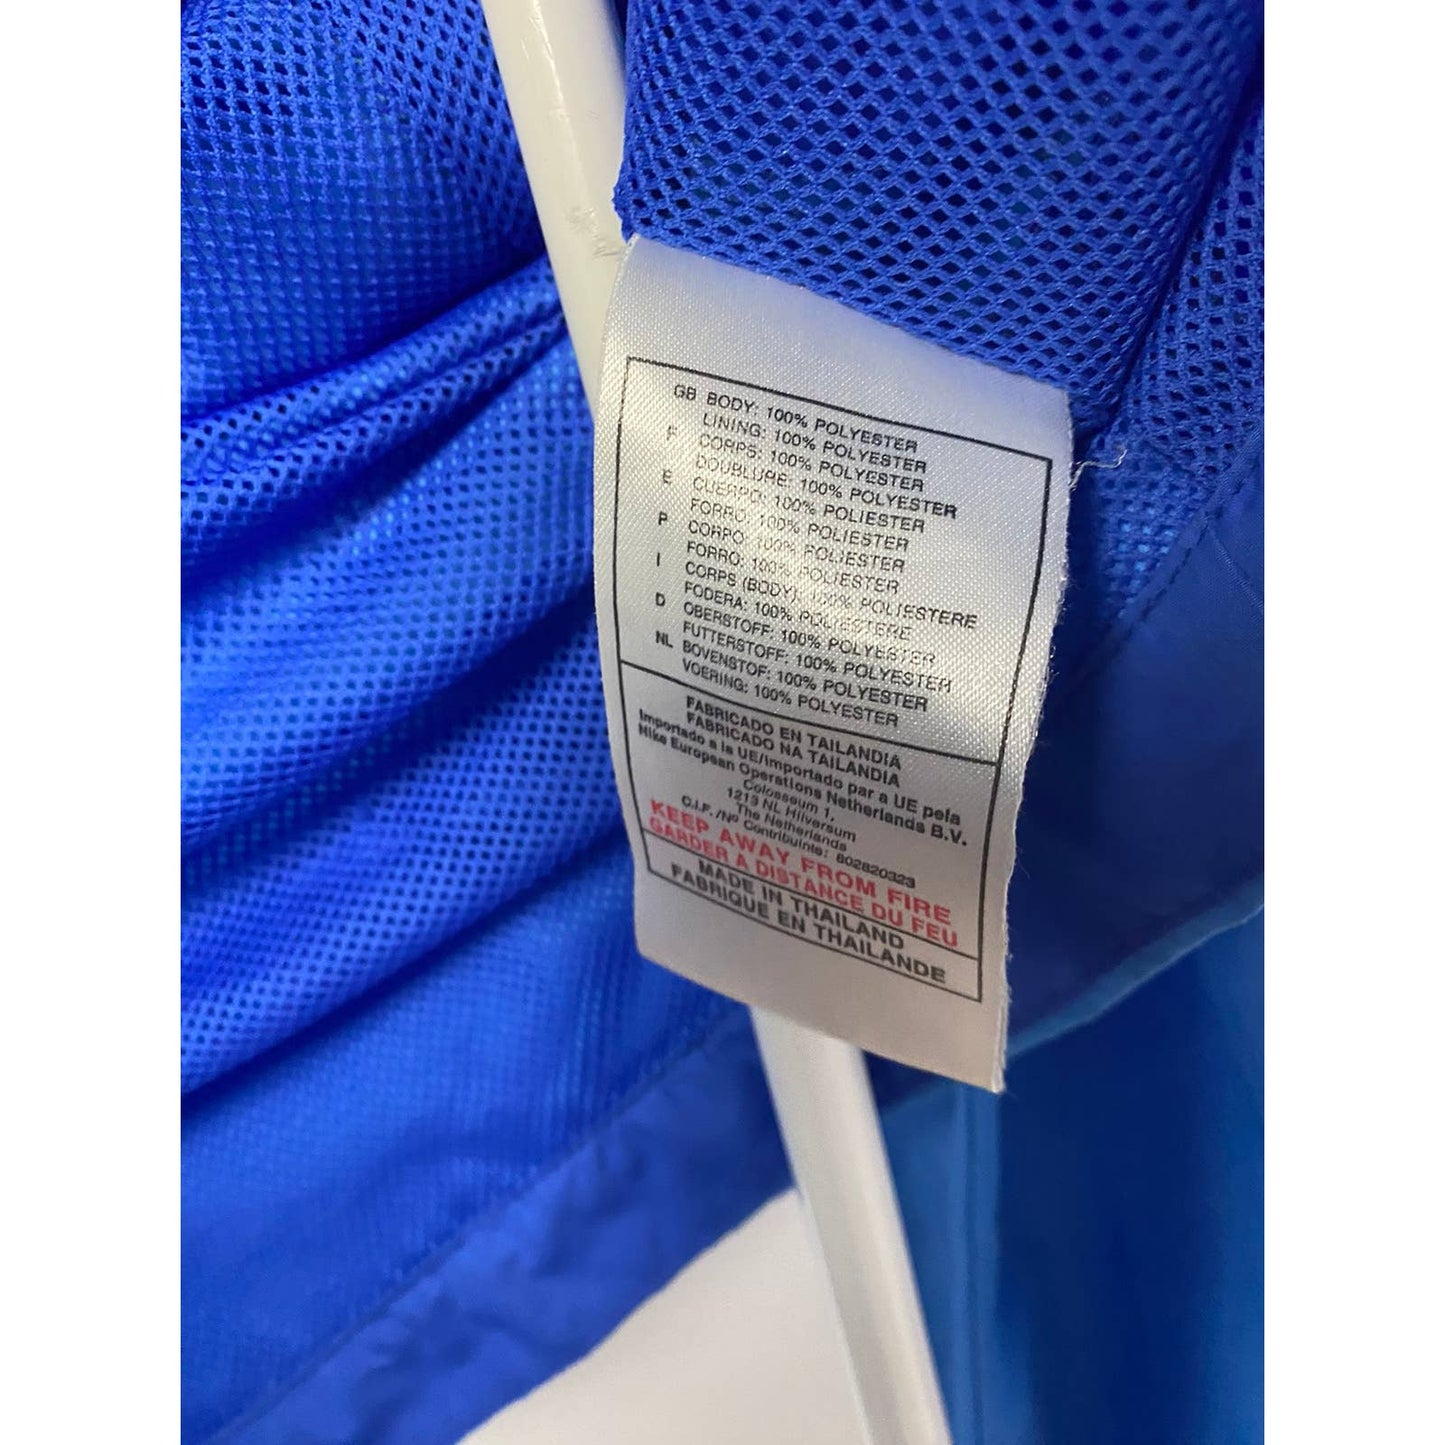 GB BODY: 100% POLYESTER
LINING: 100% POLYESTER
F CORPS: 100% POLYESTER
DOUBLURE: 100% POLYESTER
E CUERPO: 100% POLIESTER
FORRO: 100% POLIESTER
P CORPO: 100% POLIESTER
FORRO: 100% POLIESTER
I CORPS (BODY): 100% POLIESTERE
FODERA: 100% POLIESTERE
D OBERSTOFF: 100% POLYESTER
FUTTERSTOFF: 100% POLYESTER
NL BOVENSTOF: 100% POLYESTER
VOERING: 100% POLYESTER
FABRICADO EN TAILANDIA
FABRICADO NA TAILANDIA
Importado a la UE/Importado par a UE pela
Nike European Operations Netherlands B.V.
Colosseum 1,
1213 NL Hilversum
The Netherlands
C.I.F. /Nº Contribuinte: 802820323
KEEP AWAY FROM FIRE
GARDER A DISTANCE DU FEU
MADE IN THAILAND
FABRIQUE EN THAILANDE